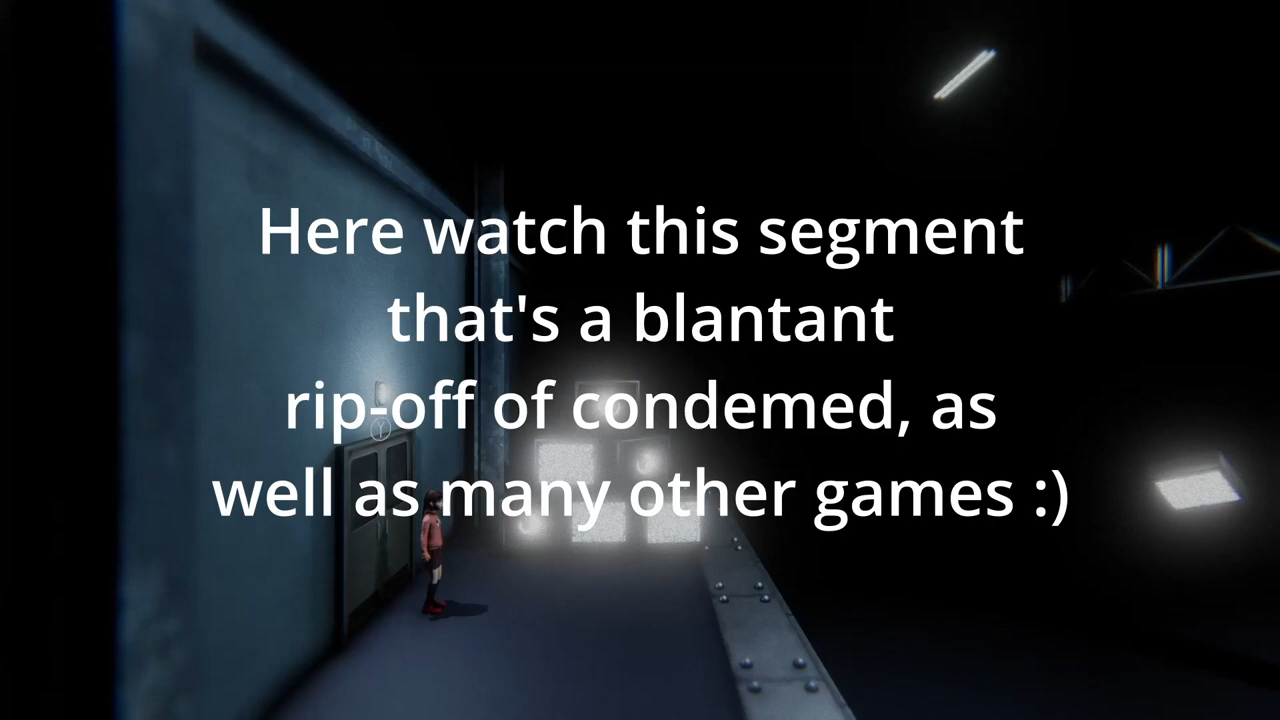 Here watch this segment
that's a blantant
rip-off of condemed, as
well as many other games :)
Y